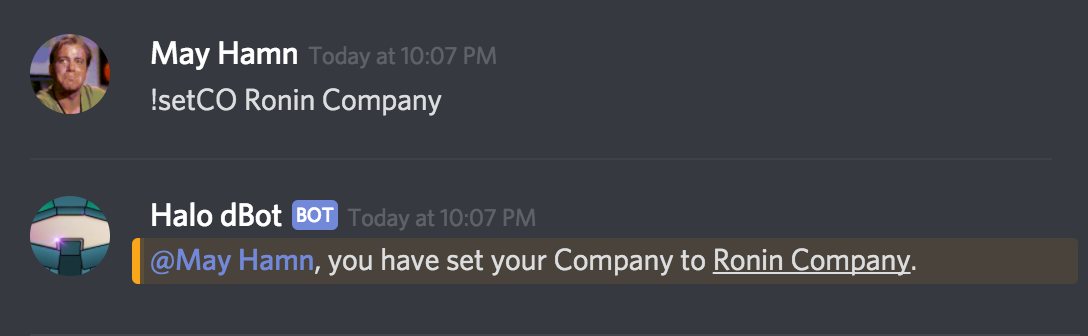 May Hamn Today at 10:07 PM
!setCO Ronin Company
Halo dBot BOT Today at 10:07 PM
@May Hamn, you have set your Company to Ronin Company.